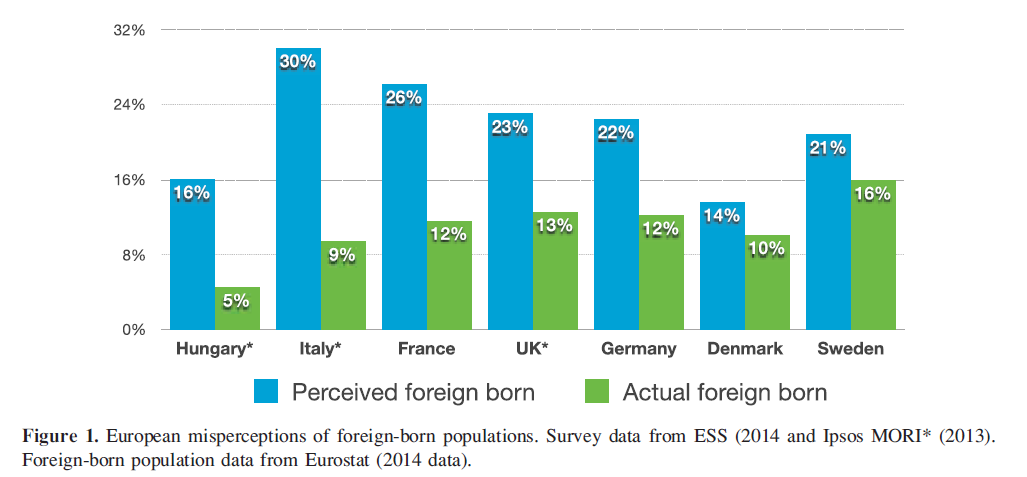 32%
24%
16%
8%
0%
16%
5%
30%
9%
26%
12%
23%
13%
22%
12%
14%
10%
21%
16%
Hungary*
Italy*
France
UK*
Germany
Denmark
Sweden
Perceived foreign born
Actual foreign born
Figure 1. European misperceptions of foreign-born populations. Survey data from ESS (2014 and Ipsos MORI* (2013).
Foreign-born population data from Eurostat (2014 data).